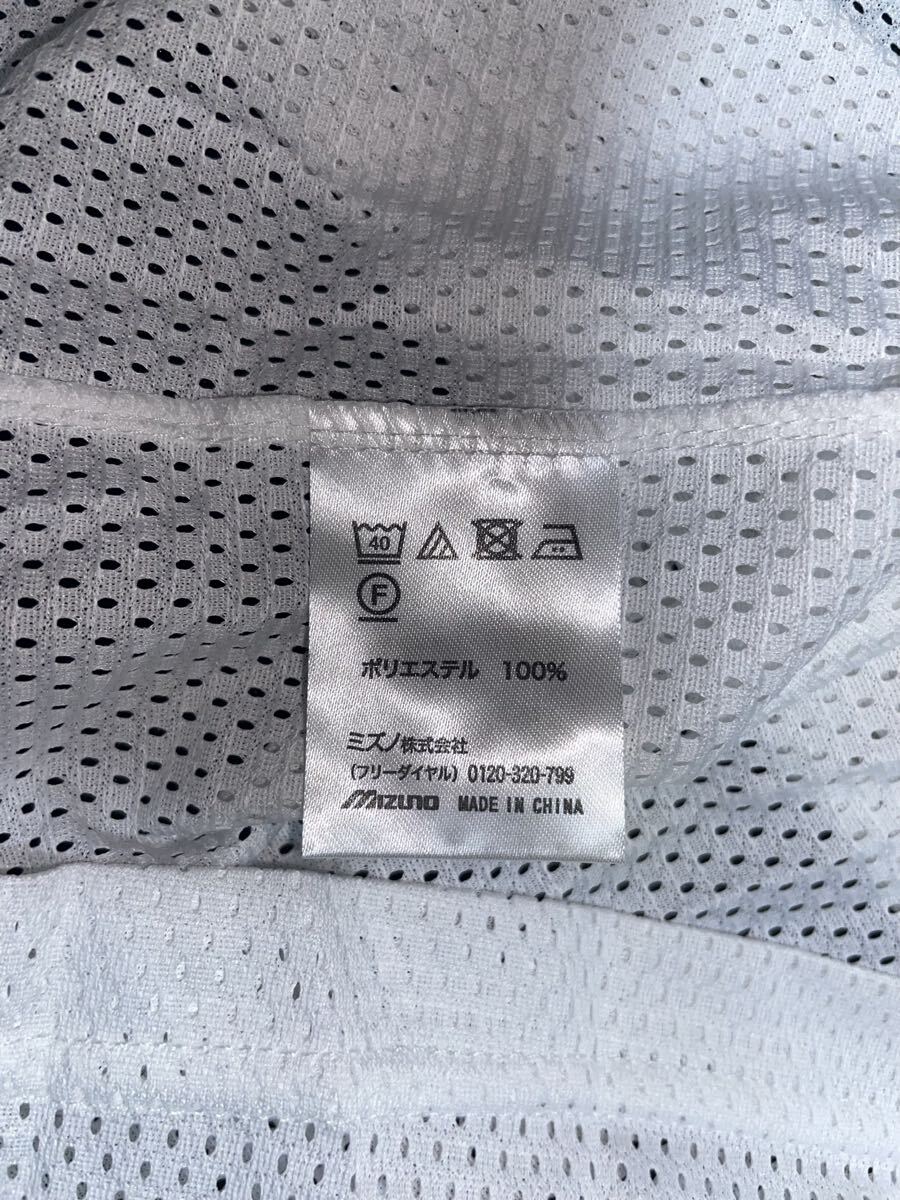 40
F
ポリエステル 100%
ミズノ株式会社
(フリーダイヤル) 0120-320-799
MIZUNO MADE IN CHINA